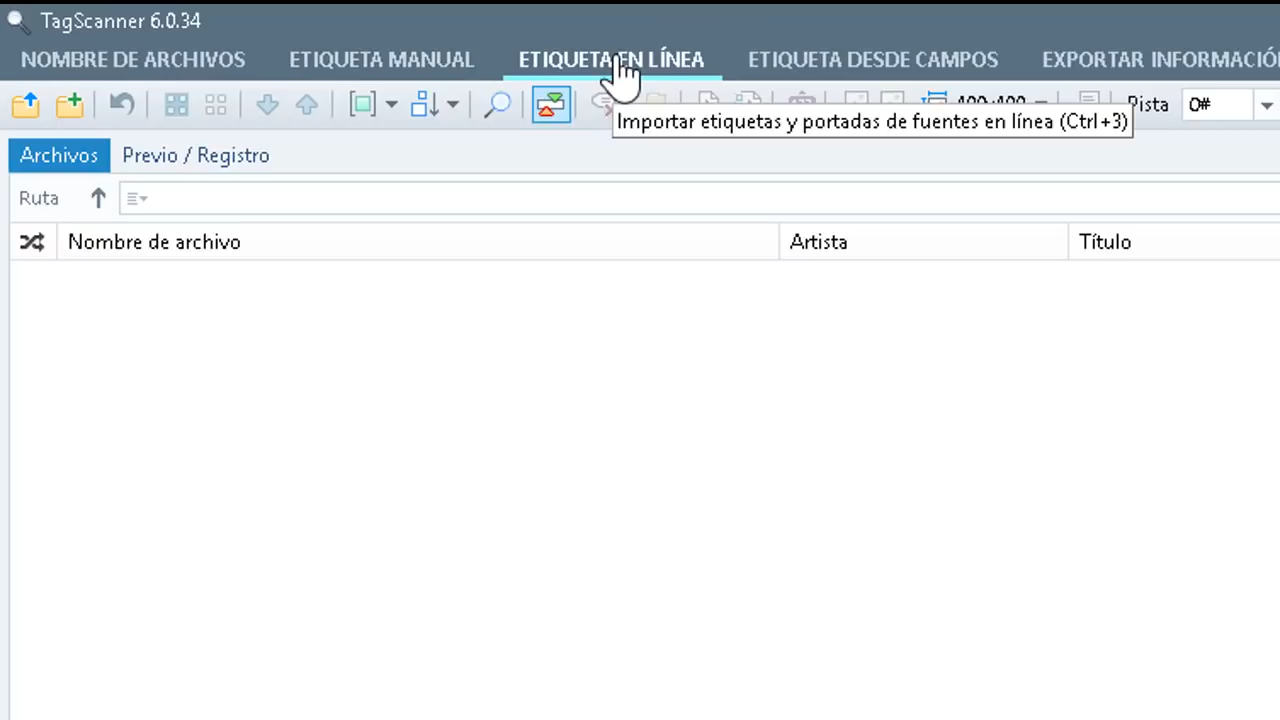 TagScanner 6.0.34
NOMBRE DE ARCHIVOS ETIQUETA MANUAL ETIQUETA EN LÍNEA ETIQUETA DESDE CAMPOS EXPORTAR INFORMACIÓN
Pista 0#
Importar etiquetas y portadas de fuentes en línea (Ctrl+3)
Archivos Previo / Registro
Ruta
Nombre de archivo Artista Título